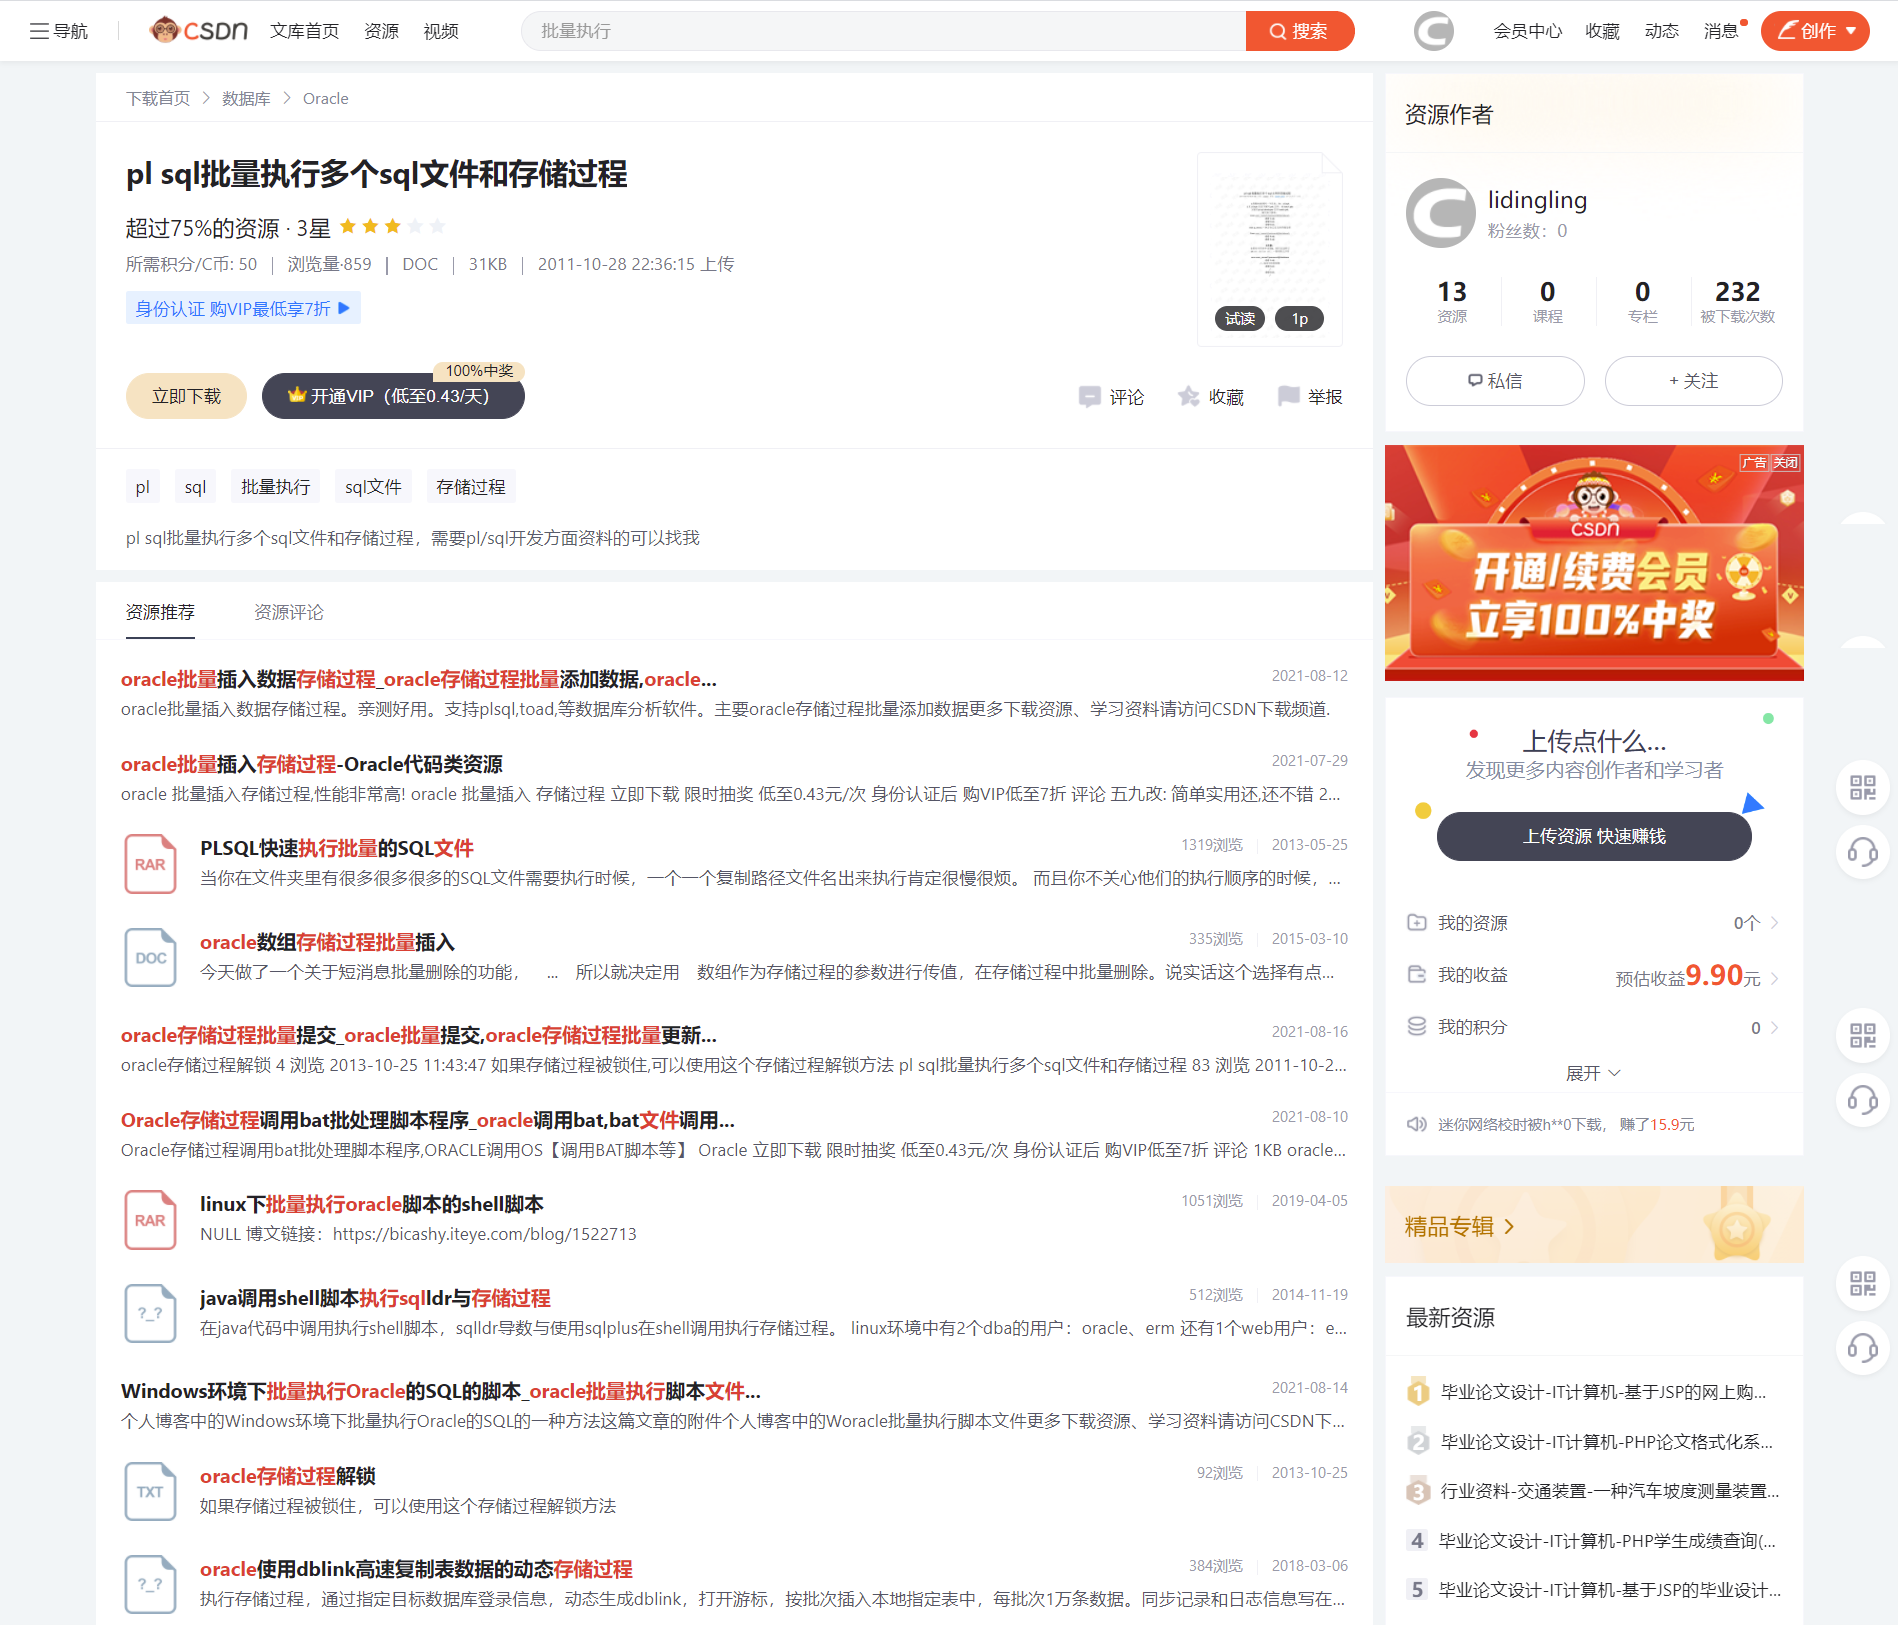 导航
CSDN
文库首页
资源
视频
批量执行
搜索
会员中心
收藏
动态
消息
创作
下载首页 > 数据库 > Oracle
pl sql批量执行多个sql文件和存储过程
超过75%的资源 · 3星
所需积分/C币: 50 | 浏览量·859 | DOC | 31KB | 2011-10-28 22:36:15 上传
身份认证 购VIP最低享7折
试读
1p
100%中奖
立即下载
开通VIP（低至0.43/天）
评论
收藏
举报
pl
sql
批量执行
sql文件
存储过程
pl sql批量执行多个sql文件和存储过程，需要pl/sql开发方面资料的可以找我
资源推荐
资源评论
oracle批量插入数据存储过程_oracle存储过程批量添加数据,oracle...
2021-08-12
oracle批量插入数据存储过程。亲测好用。支持plsql,toad,等数据库分析软件。主要oracle存储过程批量添加数据更多下载资源、学习资料请访问CSDN下载频道.
oracle批量插入存储过程-Oracle代码类资源
2021-07-29
oracle 批量插入存储过程,性能非常高! oracle 批量插入 存储过程 立即下载 限时抽奖 低至0.43元/次 身份认证后 购VIP低至7折 评论 五九改: 简单实用还,还不错 2...
RAR
PLSQL快速执行批量的SQL文件
1319浏览
2013-05-25
当你在文件夹里有很多很多很多的SQL文件需要执行时候，一个一个复制路径文件名出来执行肯定很慢很烦。 而且你不关心他们的执行顺序的时候，...
DOC
oracle数组存储过程批量插入
335浏览
2015-03-10
今天做了一个关于短消息批量删除的功能， ... 所以就决定用 数组作为存储过程的参数进行传值，在存储过程中批量删除。说实话这个选择有点...
oracle存储过程批量提交_oracle批量提交,oracle存储过程批量更新...
2021-08-16
oracle存储过程解锁 4 浏览 2013-10-25 11:43:47 如果存储过程被锁住,可以使用这个存储过程解锁方法 pl sql批量执行多个sql文件和存储过程 83 浏览 2011-10-2...
Oracle存储过程调用bat批处理脚本程序_oracle调用bat,bat文件调用...
2021-08-10
Oracle存储过程调用bat批处理脚本程序,ORACLE调用OS【调用BAT脚本等】 Oracle 立即下载 限时抽奖 低至0.43元/次 身份认证后 购VIP低至7折 评论 1KB oracle...
RAR
linux下批量执行oracle脚本的shell脚本
1051浏览
2019-04-05
NULL 博文链接：https://bicashy.iteye.com/blog/1522713
?_?
java调用shell脚本执行sqlldr与存储过程
512浏览
2014-11-19
在java代码中调用执行shell脚本，sqlldr导数与使用sqlplus在shell调用执行存储过程。 linux环境中有2个dba的用户：oracle、erm 还有1个web用户：e...
Windows环境下批量执行Oracle的SQL的脚本_oracle批量执行脚本文件...
2021-08-14
个人博客中的Windows环境下批量执行Oracle的SQL的一种方法这篇文章的附件个人博客中的Woracle批量执行脚本文件更多下载资源、学习资料请访问CSDN下...
TXT
oracle存储过程解锁
92浏览
2013-10-25
如果存储过程被锁住，可以使用这个存储过程解锁方法
?_?
oracle使用dblink高速复制表数据的动态存储过程
384浏览
2018-03-06
执行存储过程，通过指定目标数据库登录信息，动态生成dblink，打开游标，按批次插入本地指定表中，每批次1万条数据。同步记录和日志信息写在...
资源作者
lidingling
粉丝数：0
13
资源
0
课程
0
专栏
232
被下载次数
私信
+ 关注
广告
关闭
CSDN
开通/续费会员
立享100%中奖
上传点什么...
发现更多内容创作者和学习者
上传资源 快速赚钱
我的资源
0个
我的收益
预估收益9.90元
我的积分
0
展开
迷你网络校时被h**0下载， 赚了15.9元
精品专辑
最新资源
1 毕业论文设计-IT计算机-基于JSP的网上购...
2 毕业论文设计-IT计算机-PHP论文格式化系...
3 行业资料-交通装置-一种汽车坡度测量装置...
4 毕业论文设计-IT计算机-PHP学生成绩查询(...
5 毕业论文设计-IT计算机-基于JSP的毕业设计...